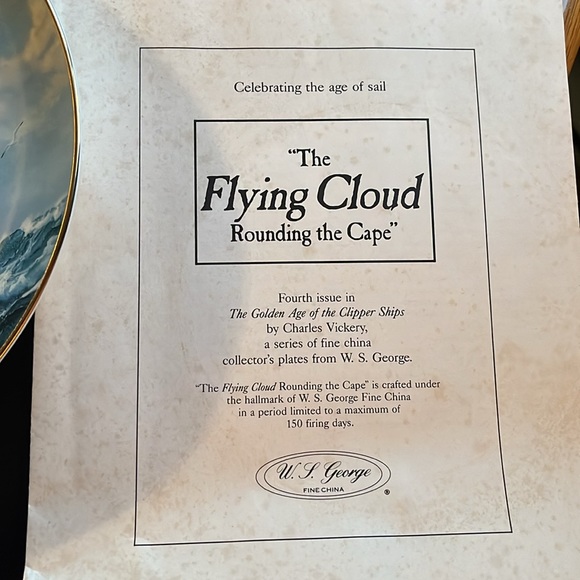 Celebrating the age of sail
“The
Flying Cloud
Rounding the Cape”
Fourth issue in
The Golden Age of the Clipper Ships
by Charles Vickery,
a series of fine china
collector's plates from W. S. George.
“The Flying Cloud Rounding the Cape” is crafted under
the hallmark of W. S. George Fine China
in a period limited to a maximum of
150 firing days.
W. S. George
FINE CHINA
®